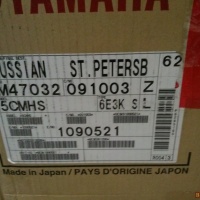 YAMAHA
USSIAN ST.PETERSB 62
M47032 091003 Z
5CMHS 6E3K S L
1090521
Made in Japan / PAYS D'ORIGINE JAPON